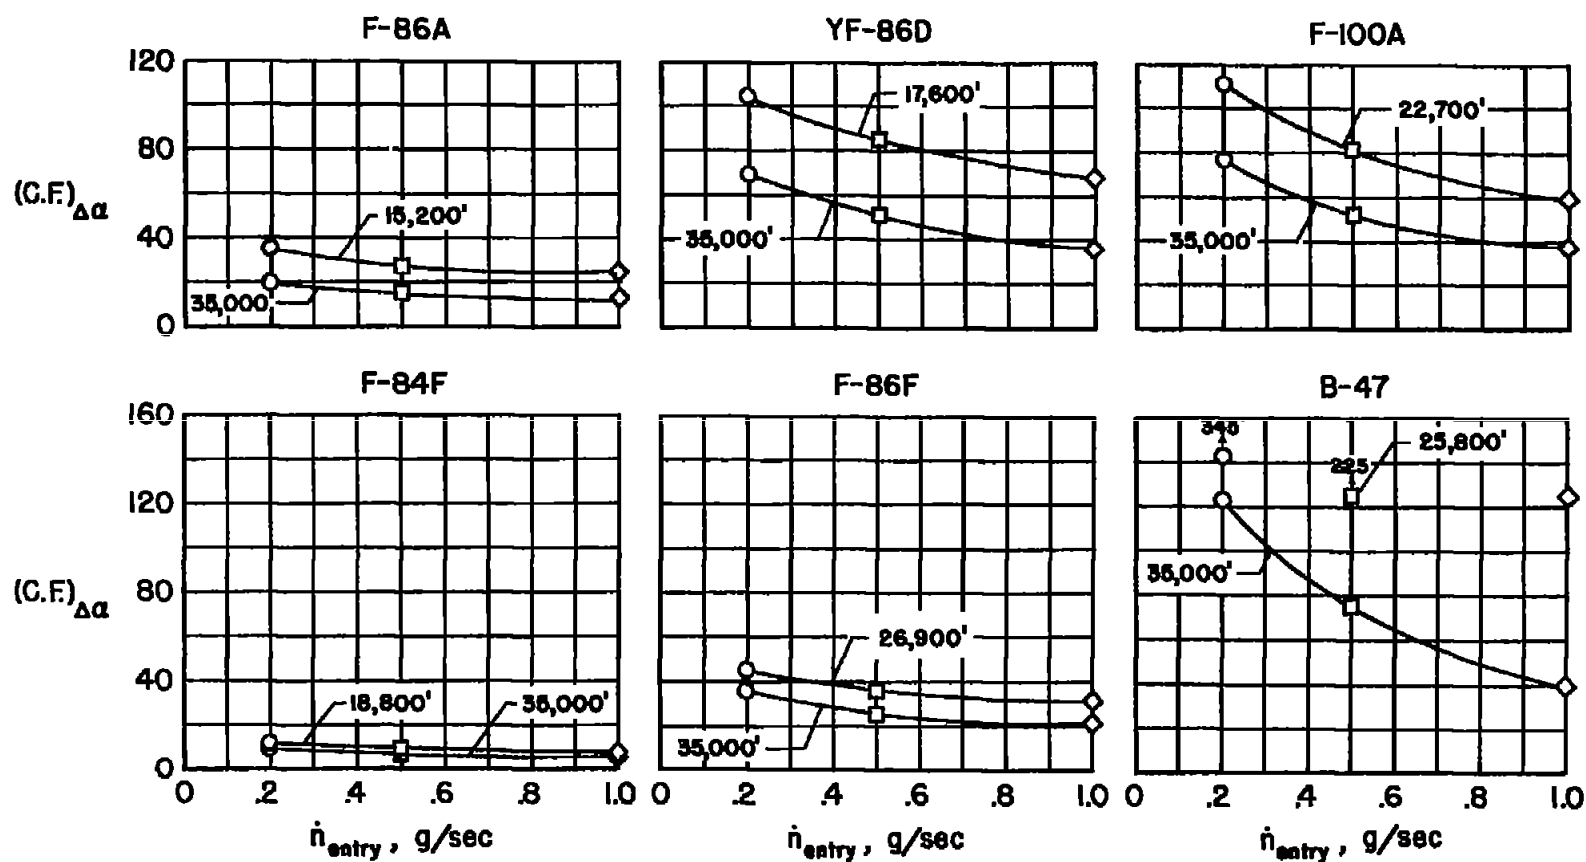 F-86A
YF-86D
F-100A
120
80
40
0
(C.F.)Δα
15,200'
35,000'
17,600'
35,000'
22,700'
35,000'
F-84F
F-86F
B-47
160
120
80
40
0
(C.F.)Δα
18,800'
35,000'
26,900'
35,000'
345
225
25,800'
35,000'
0 .2 .4 .6 .8 1.0
0 .2 .4 .6 .8 1.0
0 .2 .4 .6 .8 1.0
ṅentry, g/sec
ṅentry, g/sec
ṅentry, g/sec